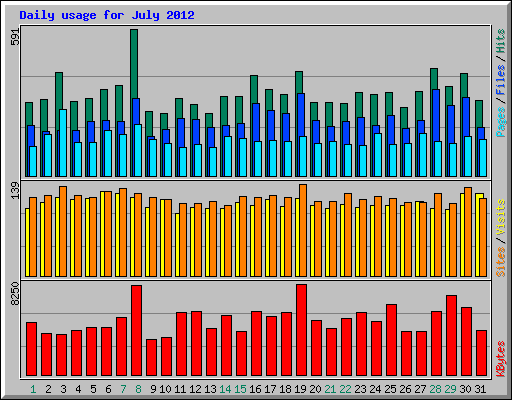 Daily usage for July 2012
591
Pages / Files / Hits
139
Sites / Visits
8250
KBytes
1 2 3 4 5 6 7 8 9 10 11 12 13 14 15 16 17 18 19 20 21 22 23 24 25 26 27 28 29 30 31